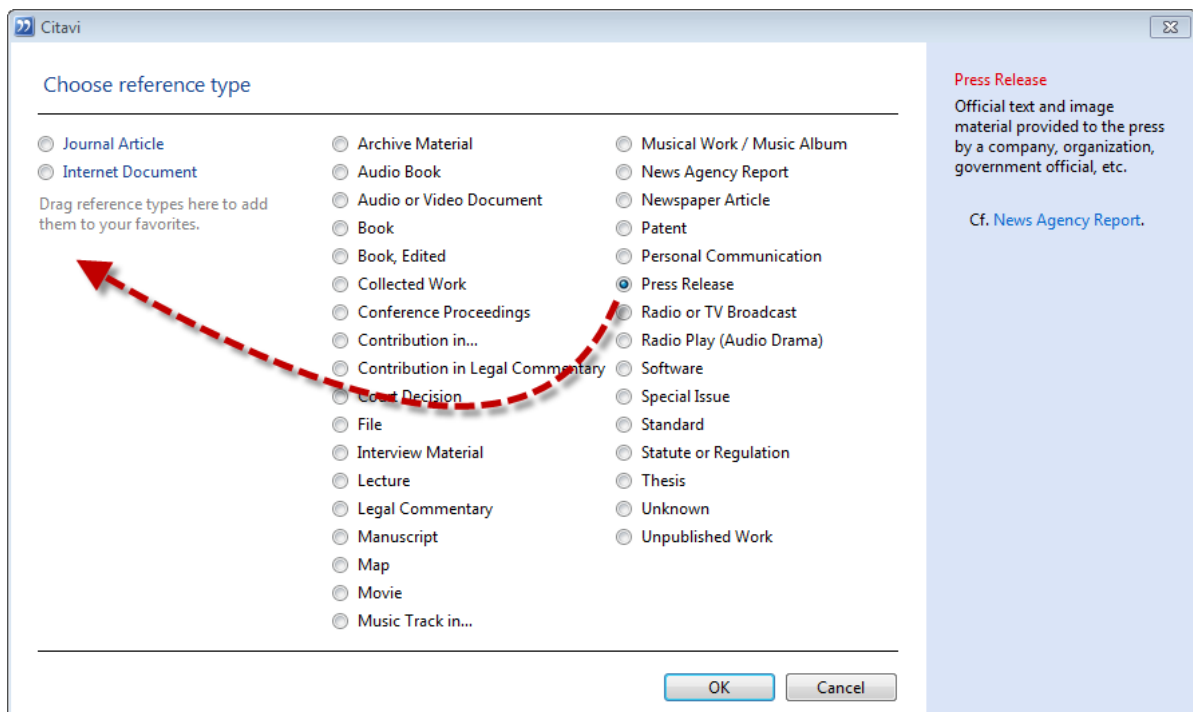 Citavi
Choose reference type
Journal Article
Internet Document
Drag reference types here to add
them to your favorites.
Archive Material
Audio Book
Audio or Video Document
Book
Book, Edited
Collected Work
Conference Proceedings
Contribution in...
Contribution in Legal Commentary
Court Decision
File
Interview Material
Lecture
Legal Commentary
Manuscript
Map
Movie
Music Track in...
Musical Work / Music Album
News Agency Report
Newspaper Article
Patent
Personal Communication
Press Release
Radio or TV Broadcast
Radio Play (Audio Drama)
Software
Special Issue
Standard
Statute or Regulation
Thesis
Unknown
Unpublished Work
Press Release
Official text and image
material provided to the press
by a company, organization,
government official, etc.
Cf. News Agency Report.
OK
Cancel